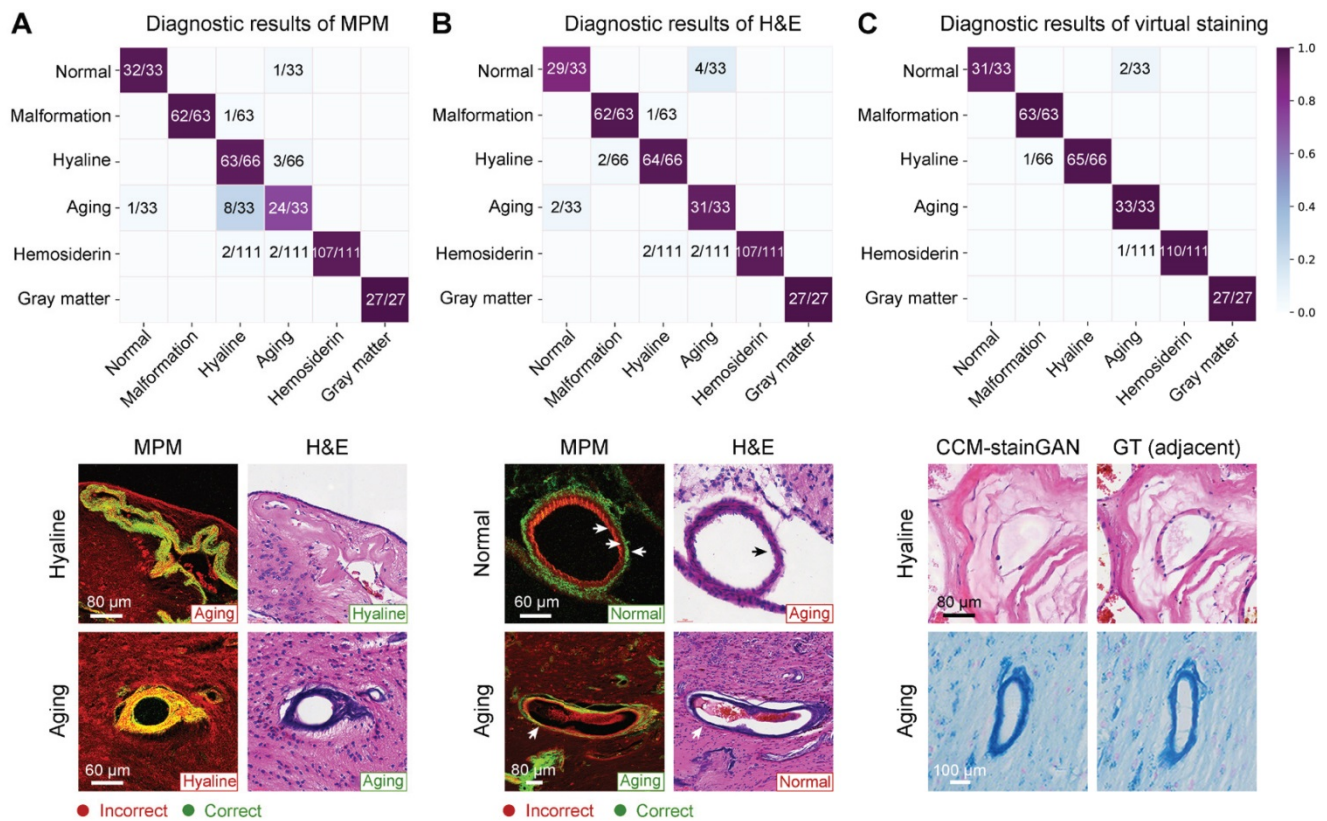 A Diagnostic results of MPM
Normal
Malformation
Hyaline
Aging
Hemosiderin
Gray matter
32/33 1/33
62/63 1/63
63/66 3/66
1/33 8/33 24/33
2/111 2/111 107/111
27/27
Normal Malformation Hyaline Aging Hemosiderin Gray matter
B Diagnostic results of H&E
Normal
Malformation
Hyaline
Aging
Hemosiderin
Gray matter
29/33 4/33
62/63 1/63
2/66 64/66
2/33 31/33
2/111 2/111 107/111
27/27
Normal Malformation Hyaline Aging Hemosiderin Gray matter
C Diagnostic results of virtual staining
Normal
Malformation
Hyaline
Aging
Hemosiderin
Gray matter
31/33 2/33
63/63
1/66 65/66
33/33
1/111 110/111
27/27
Normal Malformation Hyaline Aging Hemosiderin Gray matter
1.0
0.8
0.6
0.4
0.2
0.0
MPM H&E
Hyaline
80 µm Aging Hyaline
Aging
60 µm Hyaline Aging
Incorrect Correct
MPM H&E
Normal
60 µm Normal Aging
Aging
80 µm Aging Normal
Incorrect Correct
CCM-stainGAN GT (adjacent)
Hyaline
80 µm
Aging
100 µm